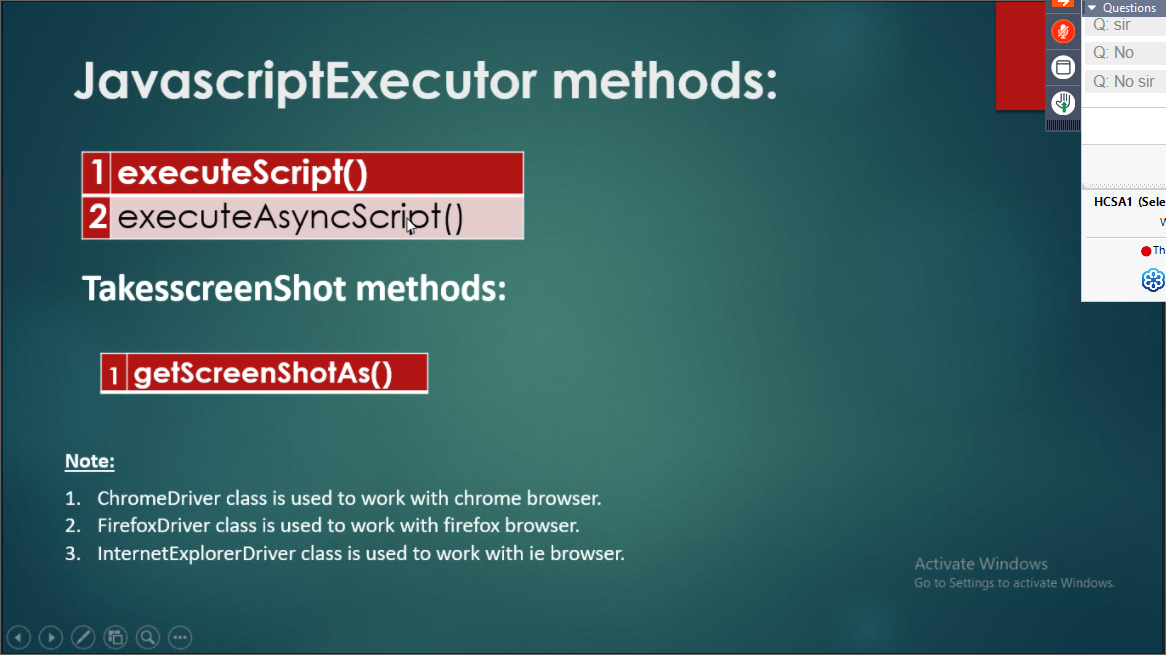 JavascriptExecutor methods:
1 executeScript()
2 executeAsyncScript()
TakesscreenShot methods:
1 getScreenShotAs()
Note:
1. ChromeDriver class is used to work with chrome browser.
2. FirefoxDriver class is used to work with firefox browser.
3. InternetExplorerDriver class is used to work with ie browser.
Activate Windows
Go to Settings to activate Windows.
Questions
Q: sir
Q: No
Q: No sir
HCSA1 (Sele
W
Th